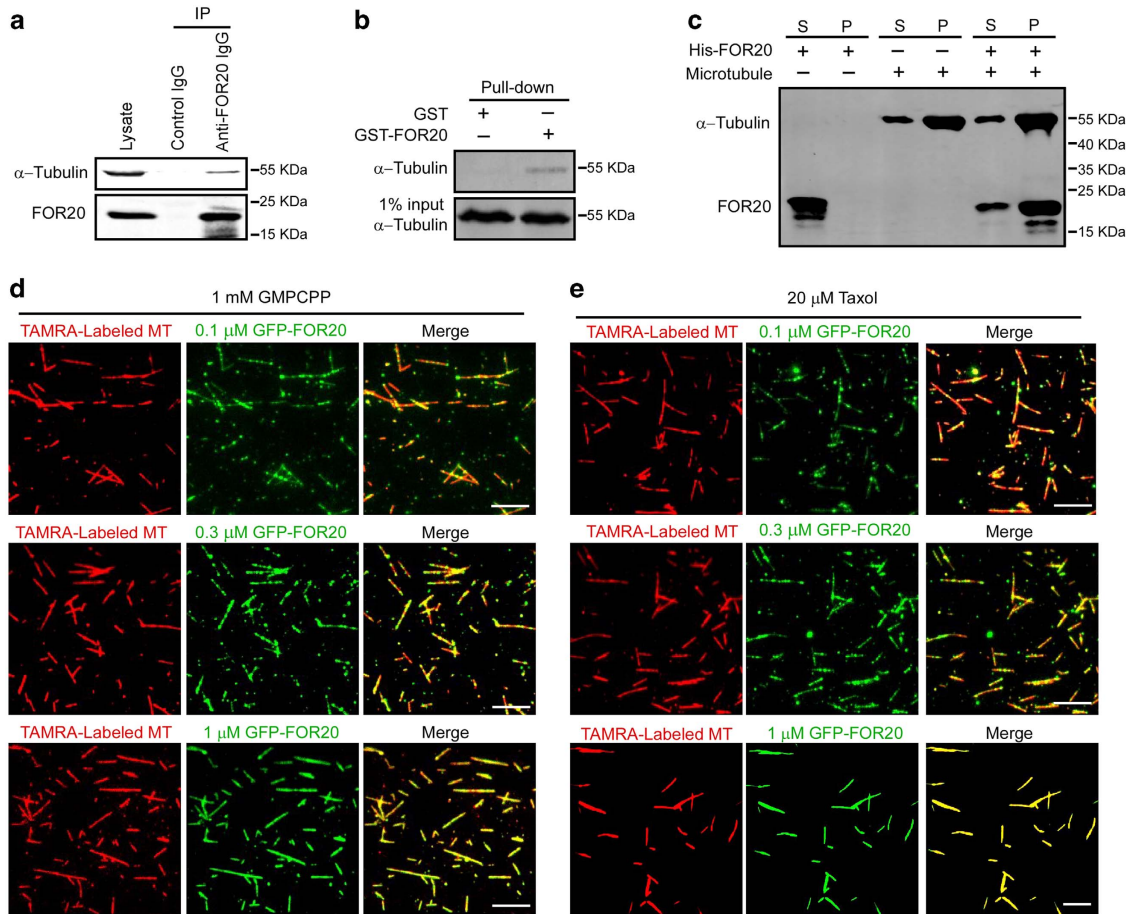 a
IP
Lysate
Control IgG
Anti-FOR20 IgG
α–Tubulin
55 KDa
FOR20
25 KDa
15 KDa
b
Pull-down
GST + –
GST-FOR20 – +
α–Tubulin
55 KDa
1% input
α–Tubulin
55 KDa
c
S P S P S P
His-FOR20 + + – – + +
Microtubule – – + + + +
α–Tubulin
FOR20
55 KDa
40 KDa
35 KDa
25 KDa
15 KDa
d
1 mM GMPCPP
TAMRA-Labeled MT 0.1 μM GFP-FOR20 Merge
TAMRA-Labeled MT 0.3 μM GFP-FOR20 Merge
TAMRA-Labeled MT 1 μM GFP-FOR20 Merge
e
20 μM Taxol
TAMRA-Labeled MT 0.1 μM GFP-FOR20 Merge
TAMRA-Labeled MT 0.3 μM GFP-FOR20 Merge
TAMRA-Labeled MT 1 μM GFP-FOR20 Merge